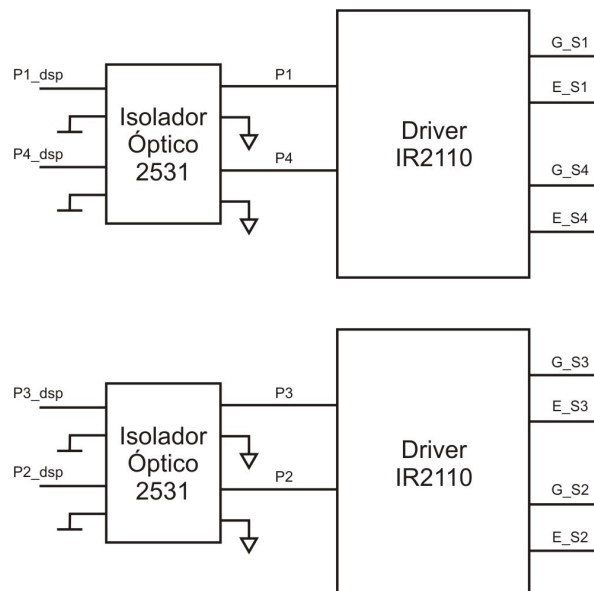 G_S1
P1_dsp
P1
E_S1
Isolador
Óptico
2531
Driver
IR2110
P4_dsp
P4
G_S4
E_S4
G_S3
P3_dsp
P3
E_S3
Isolador
Óptico
2531
Driver
IR2110
P2_dsp
P2
G_S2
E_S2